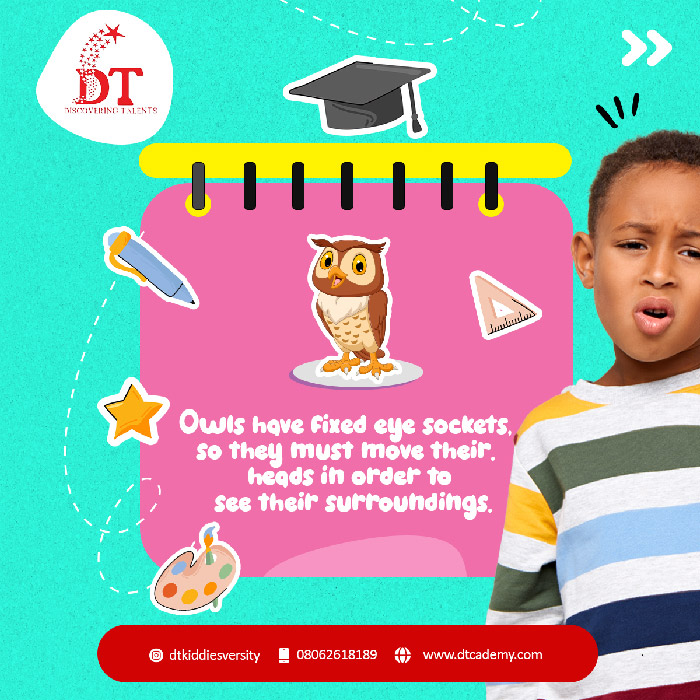 DT
DISCOVERING TALENTS
Owls have fixed eye sockets,
so they must move their.
heads in order to
see their surroundings.
dtkiddiesversity 08062618189 www.dtcademy.com